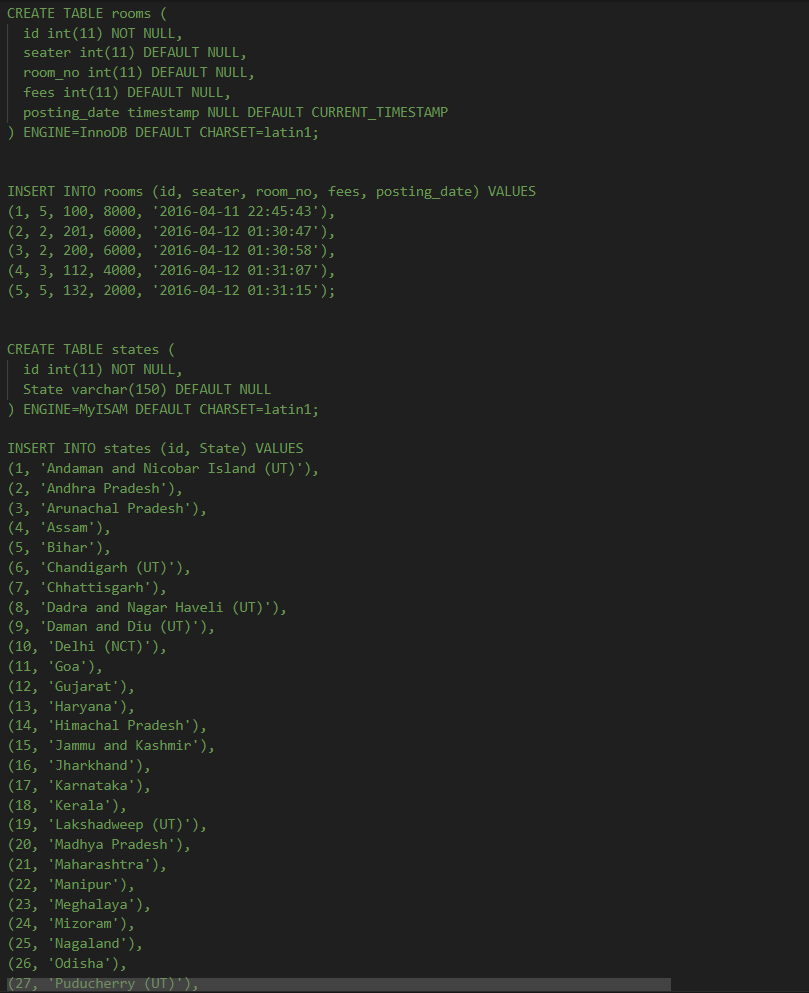 CREATE TABLE rooms (
  id int(11) NOT NULL,
  seater int(11) DEFAULT NULL,
  room_no int(11) DEFAULT NULL,
  fees int(11) DEFAULT NULL,
  posting_date timestamp NULL DEFAULT CURRENT_TIMESTAMP
) ENGINE=InnoDB DEFAULT CHARSET=latin1;
INSERT INTO rooms (id, seater, room_no, fees, posting_date) VALUES
(1, 5, 100, 8000, '2016-04-11 22:45:43'),
(2, 2, 201, 6000, '2016-04-12 01:30:47'),
(3, 2, 200, 6000, '2016-04-12 01:30:58'),
(4, 3, 112, 4000, '2016-04-12 01:31:07'),
(5, 5, 132, 2000, '2016-04-12 01:31:15');
CREATE TABLE states (
  id int(11) NOT NULL,
  State varchar(150) DEFAULT NULL
) ENGINE=MyISAM DEFAULT CHARSET=latin1;
INSERT INTO states (id, State) VALUES
(1, 'Andaman and Nicobar Island (UT)'),
(2, 'Andhra Pradesh'),
(3, 'Arunachal Pradesh'),
(4, 'Assam'),
(5, 'Bihar'),
(6, 'Chandigarh (UT)'),
(7, 'Chhattisgarh'),
(8, 'Dadra and Nagar Haveli (UT)'),
(9, 'Daman and Diu (UT)'),
(10, 'Delhi (NCT)'),
(11, 'Goa'),
(12, 'Gujarat'),
(13, 'Haryana'),
(14, 'Himachal Pradesh'),
(15, 'Jammu and Kashmir'),
(16, 'Jharkhand'),
(17, 'Karnataka'),
(18, 'Kerala'),
(19, 'Lakshadweep (UT)'),
(20, 'Madhya Pradesh'),
(21, 'Maharashtra'),
(22, 'Manipur'),
(23, 'Meghalaya'),
(24, 'Mizoram'),
(25, 'Nagaland'),
(26, 'Odisha'),
(27, 'Puducherry (UT)'),